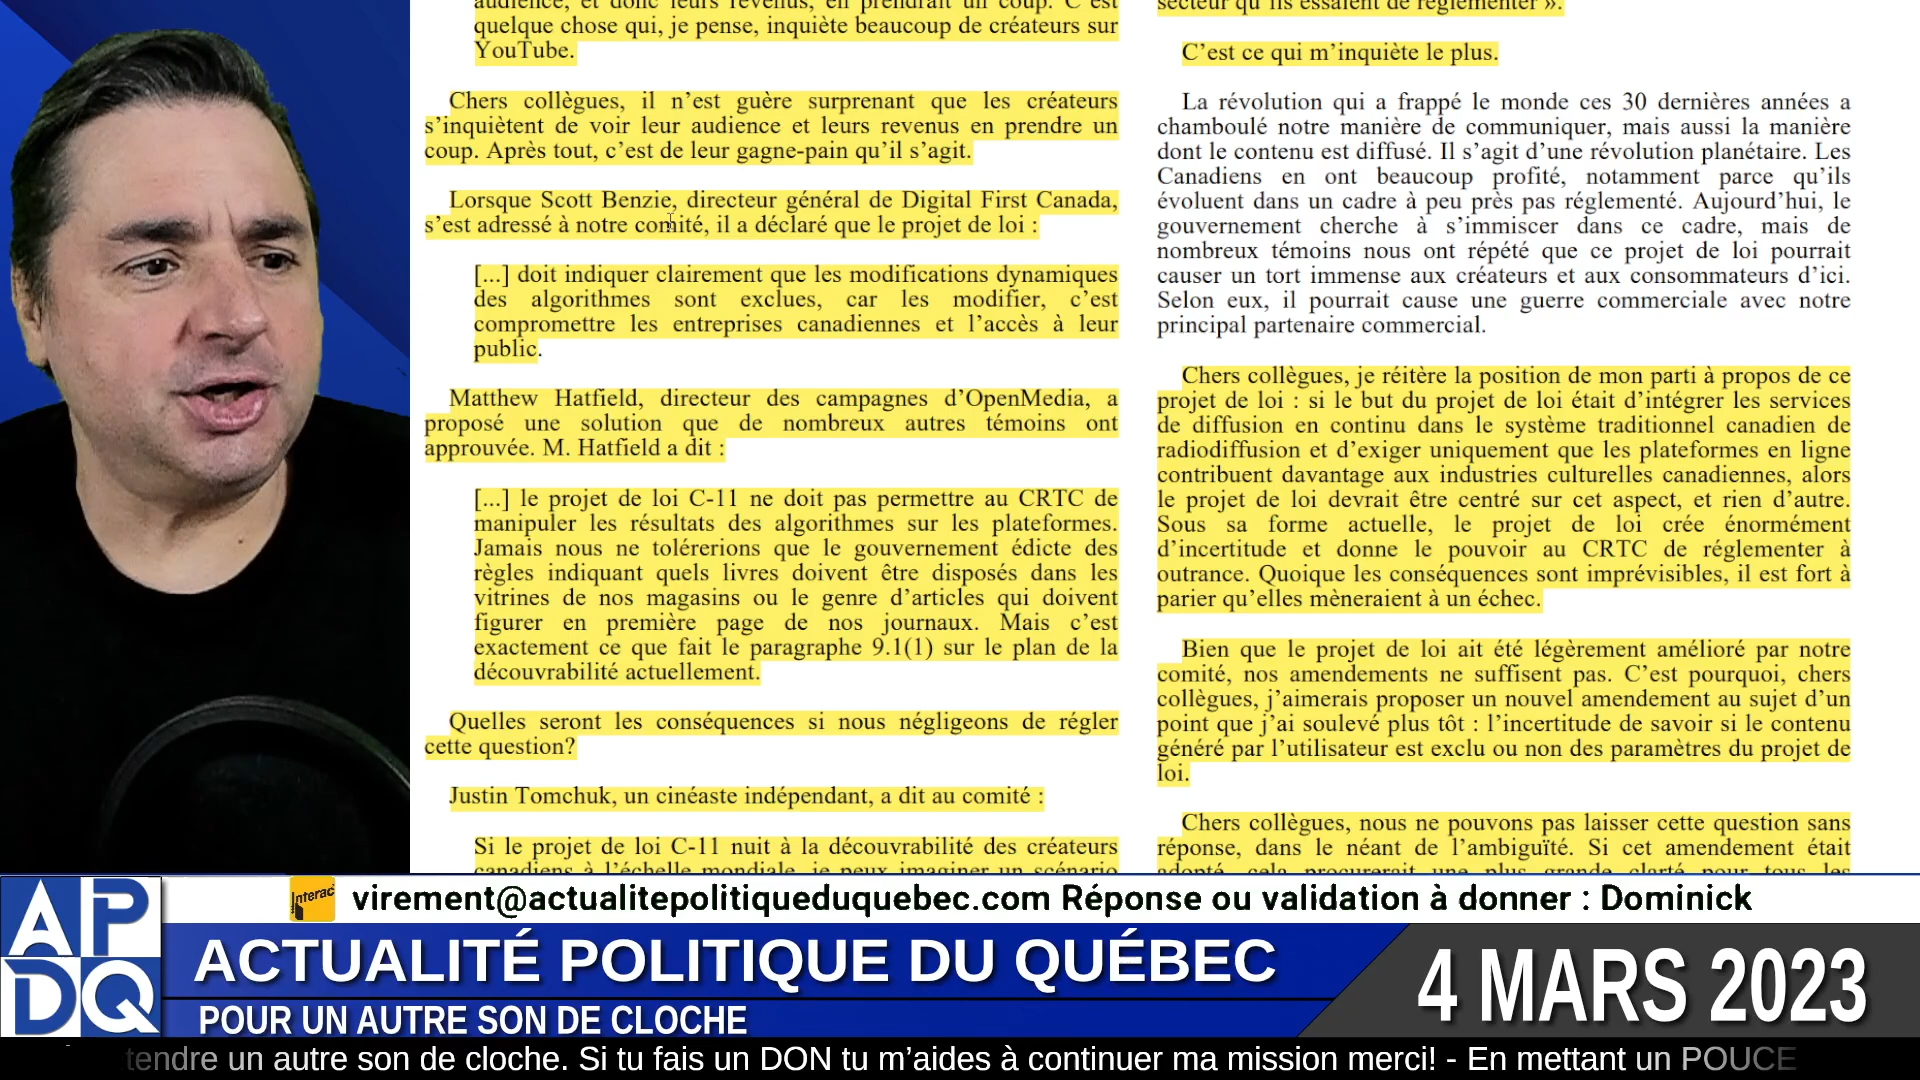 audience, et donc leurs revenus, en prendrait un coup. C'est
quelque chose qui, je pense, inquiète beaucoup de créateurs sur
YouTube.
Chers collègues, il n'est guère surprenant que les créateurs
s'inquiètent de voir leur audience et leurs revenus en prendre un
coup. Après tout, c'est de leur gagne-pain qu'il s'agit.
Lorsque Scott Benzie, directeur général de Digital First Canada,
s'est adressé à notre comité, il a déclaré que le projet de loi :
[...] doit indiquer clairement que les modifications dynamiques
des algorithmes sont exclues, car les modifier, c'est
compromettre les entreprises canadiennes et l'accès à leur
public.
Matthew Hatfield, directeur des campagnes d'OpenMedia, a
proposé une solution que de nombreux autres témoins ont
approuvée. M. Hatfield a dit :
[...] le projet de loi C-11 ne doit pas permettre au CRTC de
manipuler les résultats des algorithmes sur les plateformes.
Jamais nous ne tolérerions que le gouvernement édicte des
règles indiquant quels livres doivent être disposés dans les
vitrines de nos magasins ou le genre d'articles qui doivent
figurer en première page de nos journaux. Mais c'est
exactement ce que fait le paragraphe 9.1(1) sur le plan de la
découvrabilité actuellement.
Quelles seront les conséquences si nous négligeons de régler
cette question?
Justin Tomchuk, un cinéaste indépendant, a dit au comité :
Si le projet de loi C-11 nuit à la découvrabilité des créateurs
canadiens à l'échelle mondiale, je peux imaginer un scénario
secteur qu'ils essaient de réglementer ».
C'est ce qui m'inquiète le plus.
La révolution qui a frappé le monde ces 30 dernières années a
chamboulé notre manière de communiquer, mais aussi la manière
dont le contenu est diffusé. Il s'agit d'une révolution planétaire. Les
Canadiens en ont beaucoup profité, notamment parce qu'ils
évoluent dans un cadre à peu près pas réglementé. Aujourd'hui, le
gouvernement cherche à s'immiscer dans ce cadre, mais de
nombreux témoins nous ont répété que ce projet de loi pourrait
causer un tort immense aux créateurs et aux consommateurs d'ici.
Selon eux, il pourrait cause une guerre commerciale avec notre
principal partenaire commercial.
Chers collègues, je réitère la position de mon parti à propos de ce
projet de loi : si le but du projet de loi était d'intégrer les services
de diffusion en continu dans le système traditionnel canadien de
radiodiffusion et d'exiger uniquement que les plateformes en ligne
contribuent davantage aux industries culturelles canadiennes, alors
le projet de loi devrait être centré sur cet aspect, et rien d'autre.
Sous sa forme actuelle, le projet de loi crée énormément
d'incertitude et donne le pouvoir au CRTC de réglementer à
outrance. Quoique les conséquences sont imprévisibles, il est fort à
parier qu'elles mèneraient à un échec.
Bien que le projet de loi ait été légèrement amélioré par notre
comité, nos amendements ne suffisent pas. C'est pourquoi, chers
collègues, j'aimerais proposer un nouvel amendement au sujet d'un
point que j'ai soulevé plus tôt : l'incertitude de savoir si le contenu
généré par l'utilisateur est exclu ou non des paramètres du projet de
loi.
Chers collègues, nous ne pouvons pas laisser cette question sans
réponse, dans le néant de l'ambiguïté. Si cet amendement était
adopté, cela procurerait une plus grande clarté pour tous les
Interac virement@actualitepolitiqueduquebec.com Réponse ou validation à donner : Dominick
APDQ
ACTUALITÉ POLITIQUE DU QUÉBEC
POUR UN AUTRE SON DE CLOCHE
4 MARS 2023
tendre un autre son de cloche. Si tu fais un DON tu m'aides à continuer ma mission merci! - En mettant un POUCE